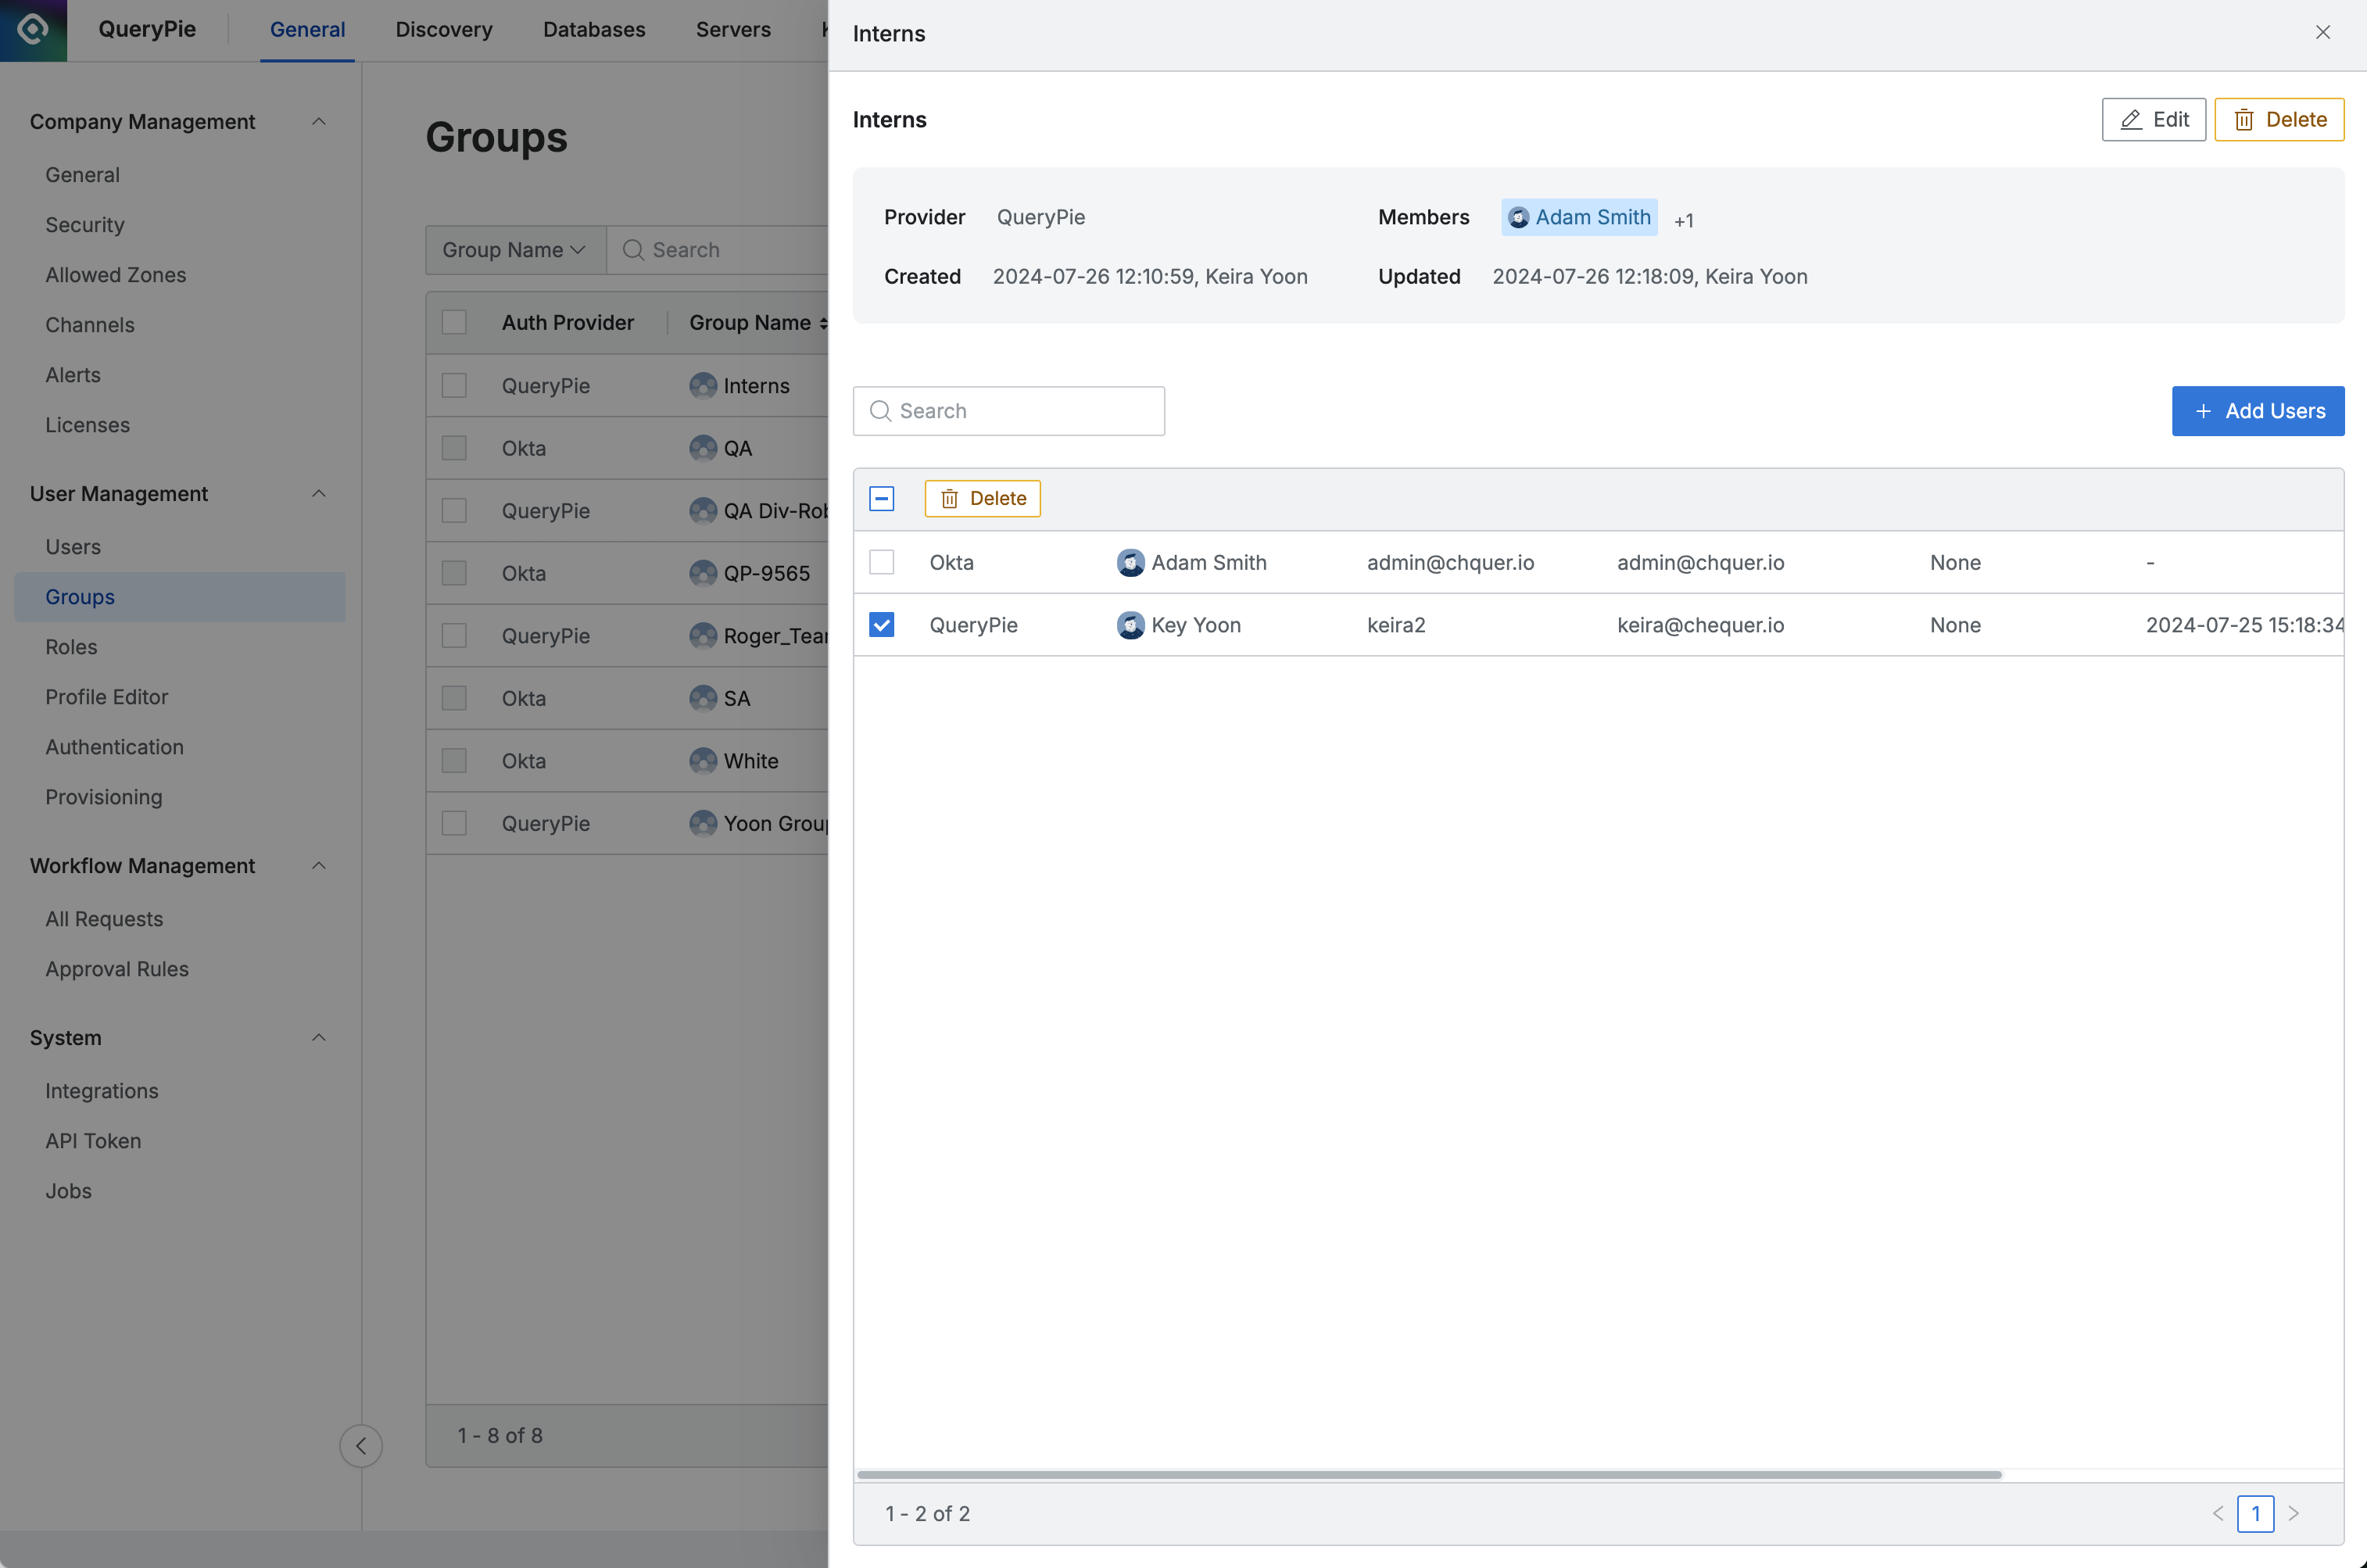 QueryPie
General
Discovery
Databases
Servers
Company Management
General
Security
Allowed Zones
Channels
Alerts
Licenses
User Management
Users
Groups
Roles
Profile Editor
Authentication
Provisioning
Workflow Management
All Requests
Approval Rules
System
Integrations
API Token
Jobs
Groups
Group Name
Search
Auth Provider
Group Name
QueryPie
Interns
Okta
QA
QueryPie
QA Div-Rob
Okta
QP-9565
QueryPie
Roger_Tear
Okta
SA
Okta
White
QueryPie
Yoon Group
1 - 8 of 8
Interns
Interns
Edit
Delete
Provider QueryPie
Members Adam Smith +1
Created 2024-07-26 12:10:59, Keira Yoon
Updated 2024-07-26 12:18:09, Keira Yoon
Search
+ Add Users
Delete
Okta Adam Smith admin@chquer.io admin@chquer.io None -
QueryPie Key Yoon keira2 keira@chequer.io None 2024-07-25 15:18:34
1 - 2 of 2
1